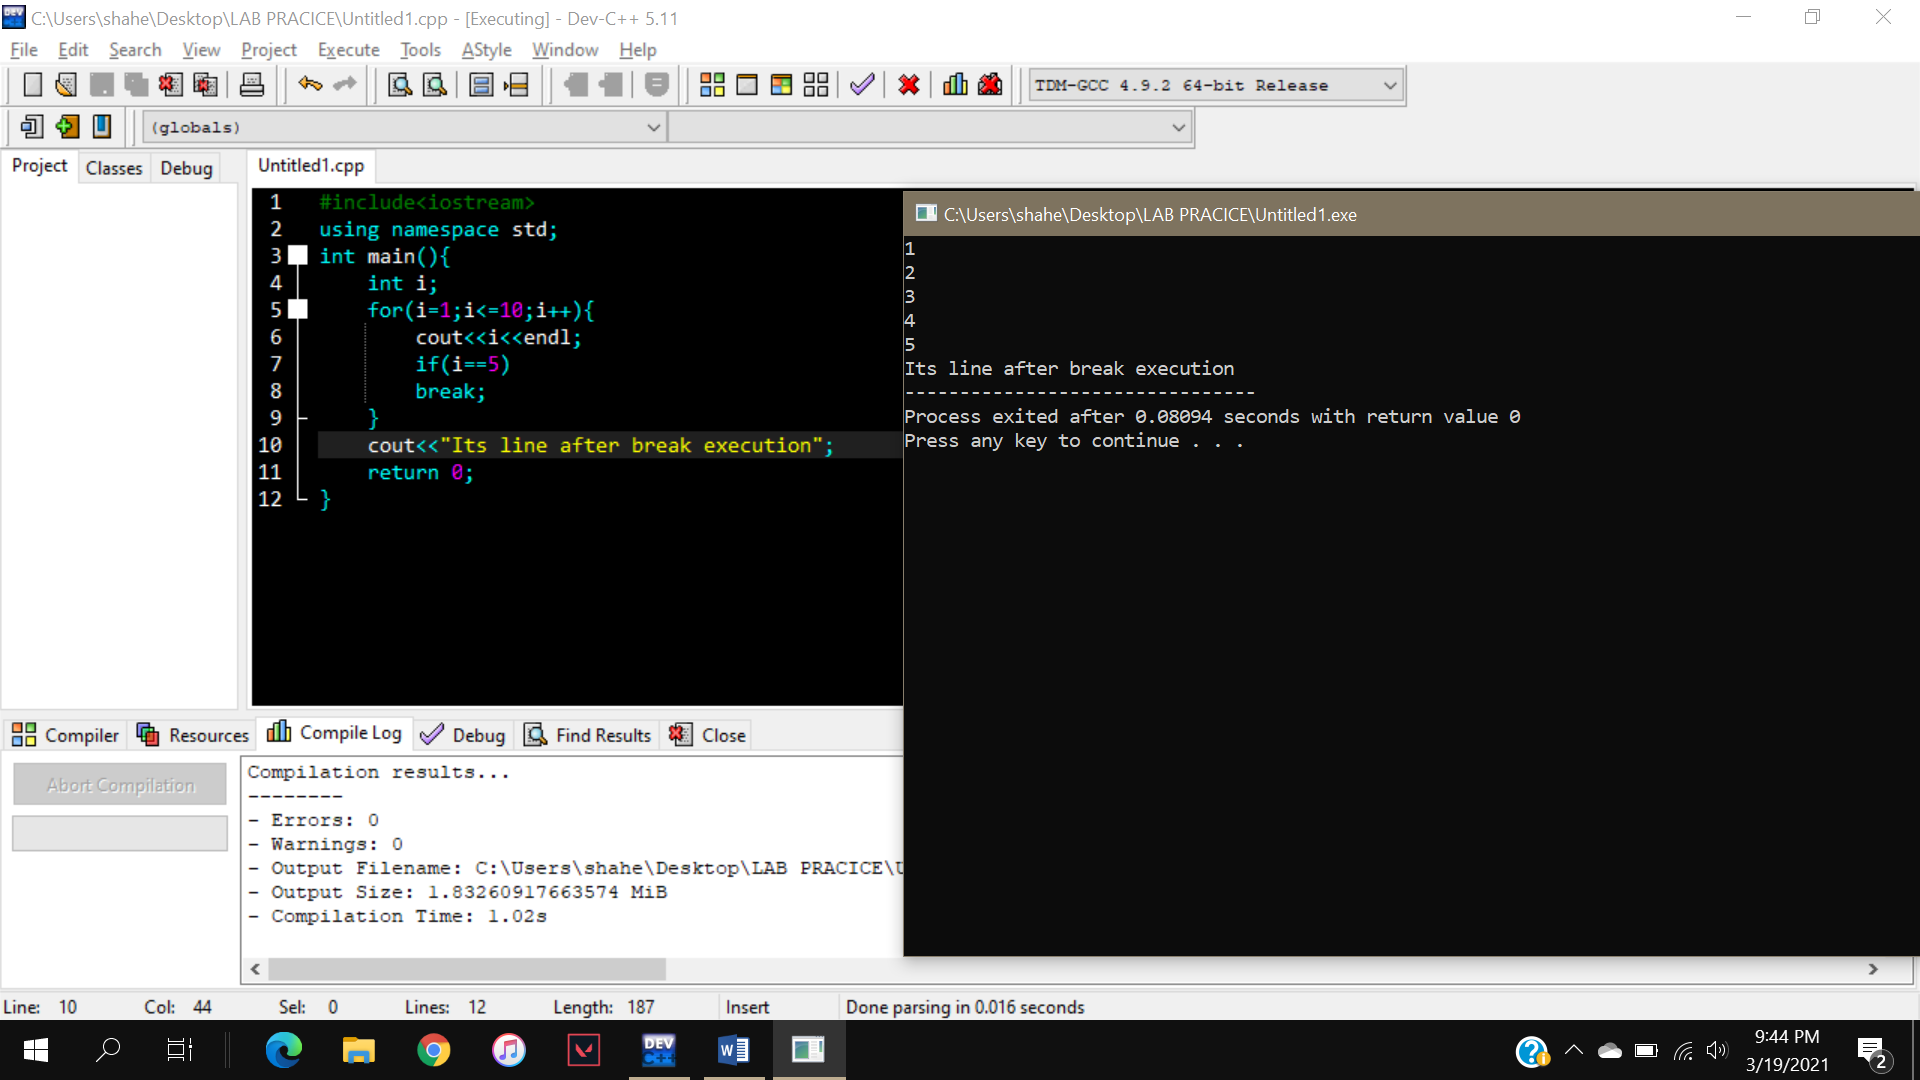 C:\Users\shahe\Desktop\LAB PRACICE\Untitled1.cpp - [Executing] - Dev-C++ 5.11
File Edit Search View Project Execute Tools AStyle Window Help
TDM-GCC 4.9.2 64-bit Release
(globals)
Project Classes Debug
Untitled1.cpp
1 #include<iostream>
2 using namespace std;
3 int main(){
4 int i;
5 for(i=1;i<=10;i++){
6 cout<<i<<endl;
7 if(i==5)
8 break;
9 }
10 cout<<"Its line after break execution";
11 return 0;
12 }
C:\Users\shahe\Desktop\LAB PRACICE\Untitled1.exe
1
2
3
4
5
Its line after break execution
--------------------------------
Process exited after 0.08094 seconds with return value 0
Press any key to continue . . .
Compiler Resources Compile Log Debug Find Results Close
Abort Compilation
Compilation results...
--------
- Errors: 0
- Warnings: 0
- Output Filename: C:\Users\shahe\Desktop\LAB PRACICE\U
- Output Size: 1.83260917663574 MiB
- Compilation Time: 1.02s
Line: 10 Col: 44 Sel: 0 Lines: 12 Length: 187 Insert Done parsing in 0.016 seconds
DEV
C++
W
9:44 PM
3/19/2021
2